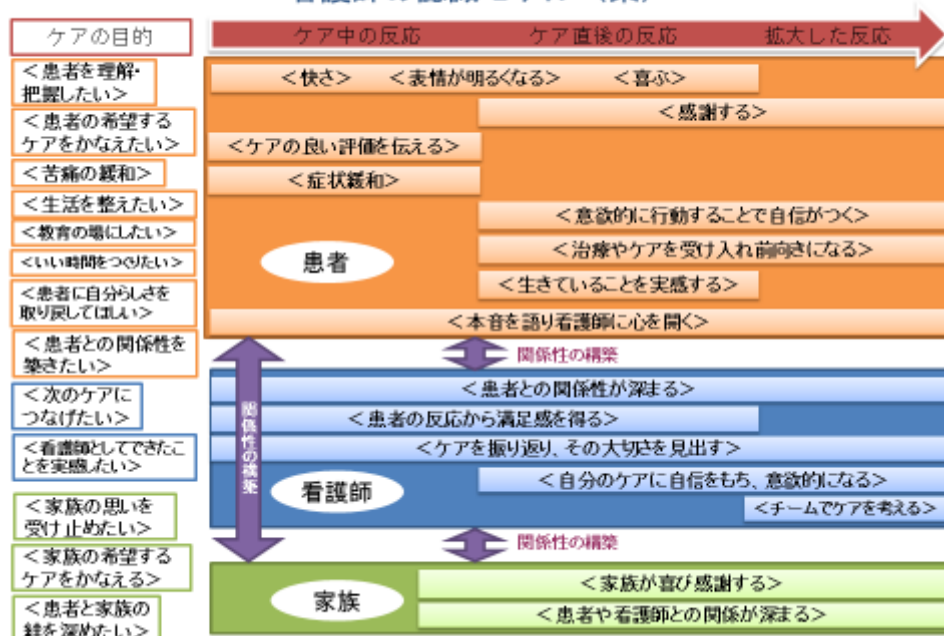 ケアの目的
ケア中の反応
ケア直後の反応
拡大した反応
<患者を理解・
把握したい>
<患者の希望する
ケアをかなえたい>
<苦痛の緩和>
<生活を整えたい>
<教育の場にしたい>
<いい時間をつくりたい>
<患者に自分らしさを
取り戻してほしい>
<患者との関係性を
築きたい>
<次のケアに
つなげたい>
<看護師としてできたこ
とを実感したい>
<家族の思いを
受け止めたい>
<家族の希望する
ケアをかなえる>
<患者と家族の
絆を深めたい>
<快さ>
<表情が明るくなる>
<喜ぶ>
<感謝する>
<ケアの良い評価を伝える>
<症状緩和>
<意欲的に行動することで自信がつく>
<治療やケアを受け入れ前向きになる>
<生きていることを実感する>
<本音を語り看護師に心を開く>
患者
関係性の構築
関係性の構築
<患者との関係性が深まる>
<患者の反応から満足感を得る>
<ケアを振り返り、その大切さを見出す>
<自分のケアに自信をもち、意欲的になる>
<チームでケアを考える>
看護師
関係性の構築
家族
<家族が喜び感謝する>
<患者や看護師との関係が深まる>